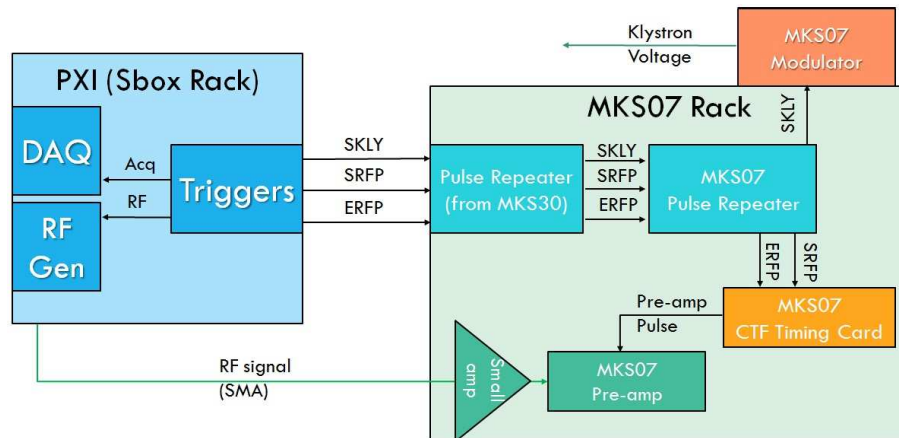 Klystron
Voltage
MKS07
Modulator
PXI (Sbox Rack)
MKS07 Rack
SKLY
DAQ
Acq
Triggers
RF
RF
Gen
SKLY
SRFP
ERFP
Pulse Repeater
(from MKS30)
SKLY
SRFP
ERFP
MKS07
Pulse Repeater
ERFP
SRFP
Pre-amp
Pulse
MKS07
CTF Timing Card
RF signal
(SMA)
Small
amp
MKS07
Pre-amp